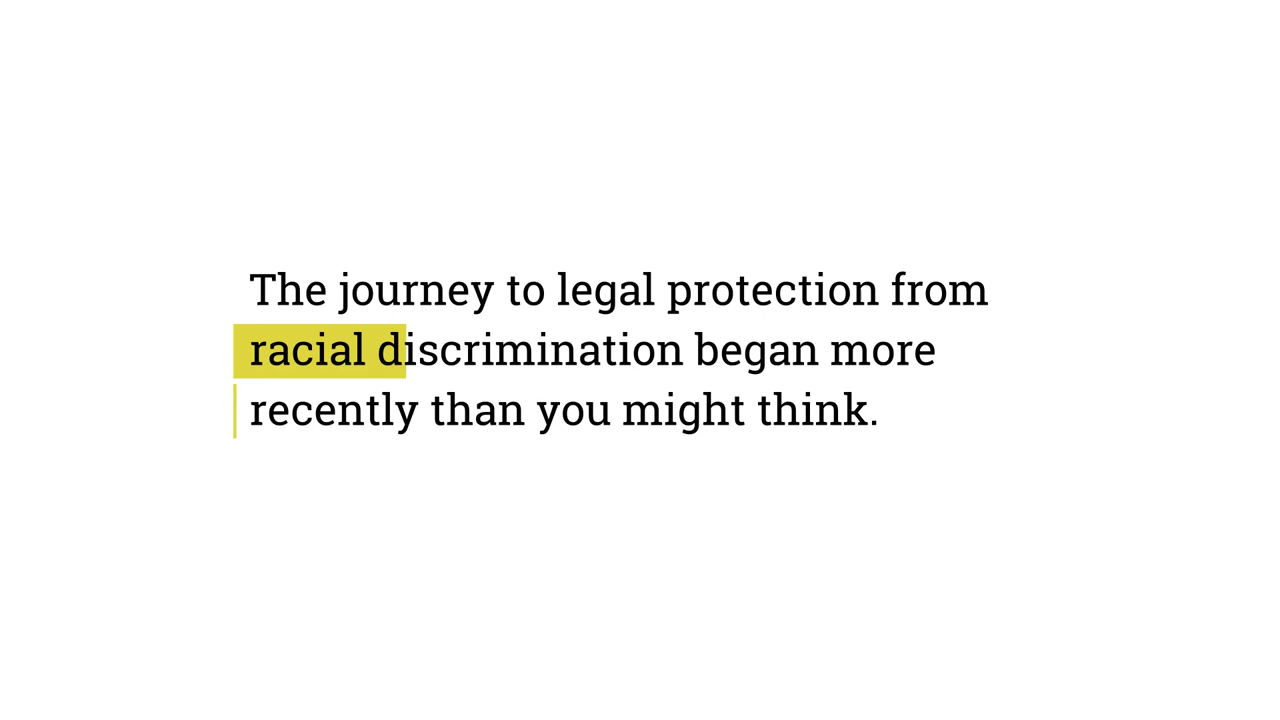 The journey to legal protection from
racial discrimination began more
recently than you might think.